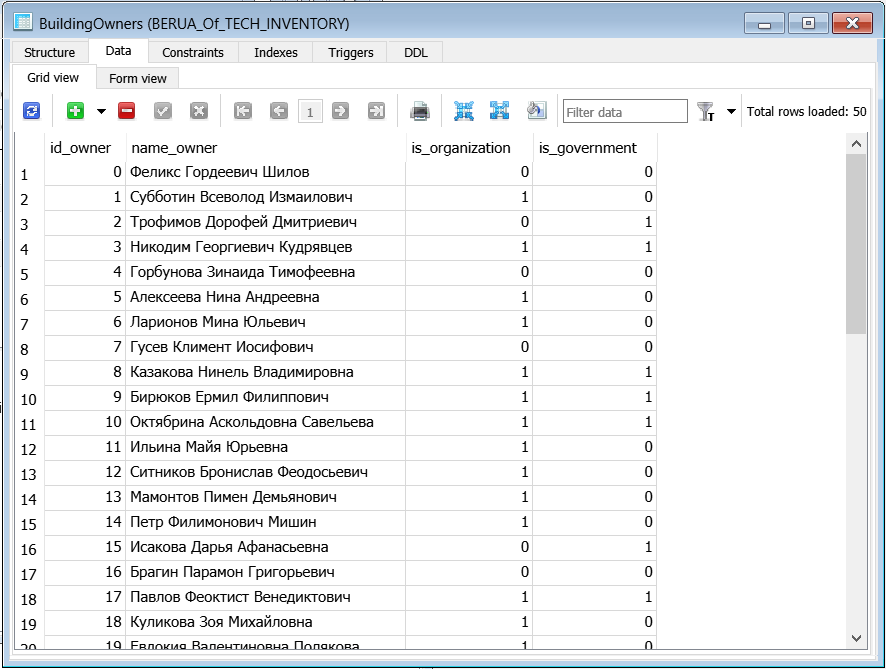 BuildingOwners (BERUA_Of_TECH_INVENTORY)
Structure Data Constraints Indexes Triggers DDL
Grid view Form view
1 Filter data T Total rows loaded: 50
id_owner name_owner is_organization is_government
1 0 Феликс Гордеевич Шилов 0 0
2 1 Субботин Всеволод Измаилович 1 0
3 2 Трофимов Дорофей Дмитриевич 0 1
4 3 Никодим Георгиевич Кудрявцев 1 1
5 4 Горбунова Зинаида Тимофеевна 0 0
6 5 Алексеева Нина Андреевна 1 0
7 6 Ларионов Мина Юльевич 1 0
8 7 Гусев Климент Иосифович 0 0
9 8 Казакова Нинель Владимировна 1 1
10 9 Бирюков Ермил Филиппович 1 1
11 10 Октябрина Аскольдовна Савельева 1 1
12 11 Ильина Майя Юрьевна 1 0
13 12 Ситников Бронислав Феодосьевич 1 0
14 13 Мамонтов Пимен Демьянович 1 0
15 14 Петр Филимонович Мишин 1 0
16 15 Исакова Дарья Афанасьевна 0 1
17 16 Брагин Парамон Григорьевич 0 0
18 17 Павлов Феоктист Венедиктович 1 1
19 18 Куликова Зоя Михайловна 1 0
20 19 Евдокия Валентиновна Полякова 1 0